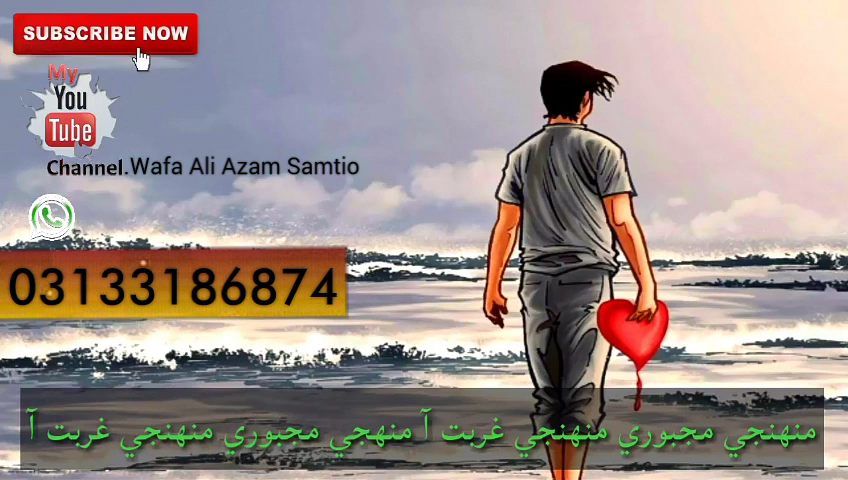 SUBSCRIBE NOW
My
You
Tube
Channel.Wafa Ali Azam Samtio
03133186874
منهنجي مجبوري منهنجي غربت آ منهجي مجبوري منهنجي غربت آ